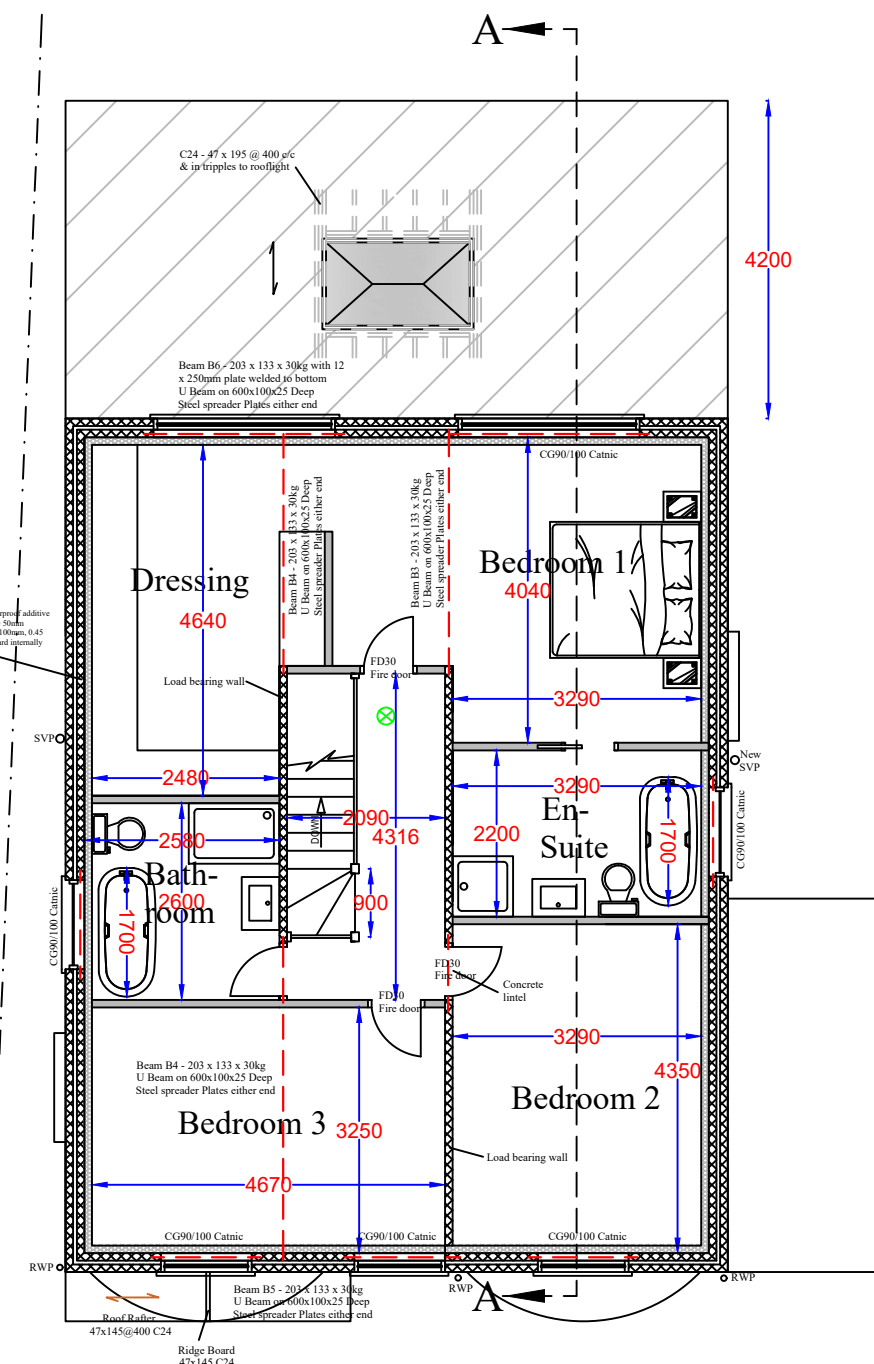 A
C24 - 47 x 195 @ 400 c/c
& in tripples to rooflight
4200
Beam B6 - 203 x 133 x 30kg with 12
x 250mm plate welded to bottom
U Beam on 600x100x25 Deep
Steel spreader Plates either end
CG90/100 Catnic
Beam B4 - 203 x 133 x 30kg
U Beam on 600x100x25 Deep
Steel spreader Plates either end
Beam B3 - 203 x 133 x 30kg
U Beam on 600x100x25 Deep
Steel spreader Plates either end
Dressing
4640
Bedroom 1
4040
erproof additive
50mm
100mm, 0.45
ard internally
FD30
Fire door
Load bearing wall
3290
SVP
New
SVP
2480
3290
2090
4316
DOWN
2580
2200
En-
Suite
1700
CG90/100 Catnic
Bath-
room
2600
1700
900
CG90/100 Catnic
FD30
Fire door
Concrete
lintel
FD30
Fire door
3290
4350
Beam B4 - 203 x 133 x 30kg
U Beam on 600x100x25 Deep
Steel spreader Plates either end
Bedroom 3
3250
Bedroom 2
Load bearing wall
4670
CG90/100 Catnic
CG90/100 Catnic
CG90/100 Catnic
RWP
RWP
RWP
Beam B5 - 203 x 133 x 30kg
U Beam on 600x100x25 Deep
Steel spreader Plates either end
A
Roof Rafter
47x145@400 C24
Ridge Board
47x145 C24